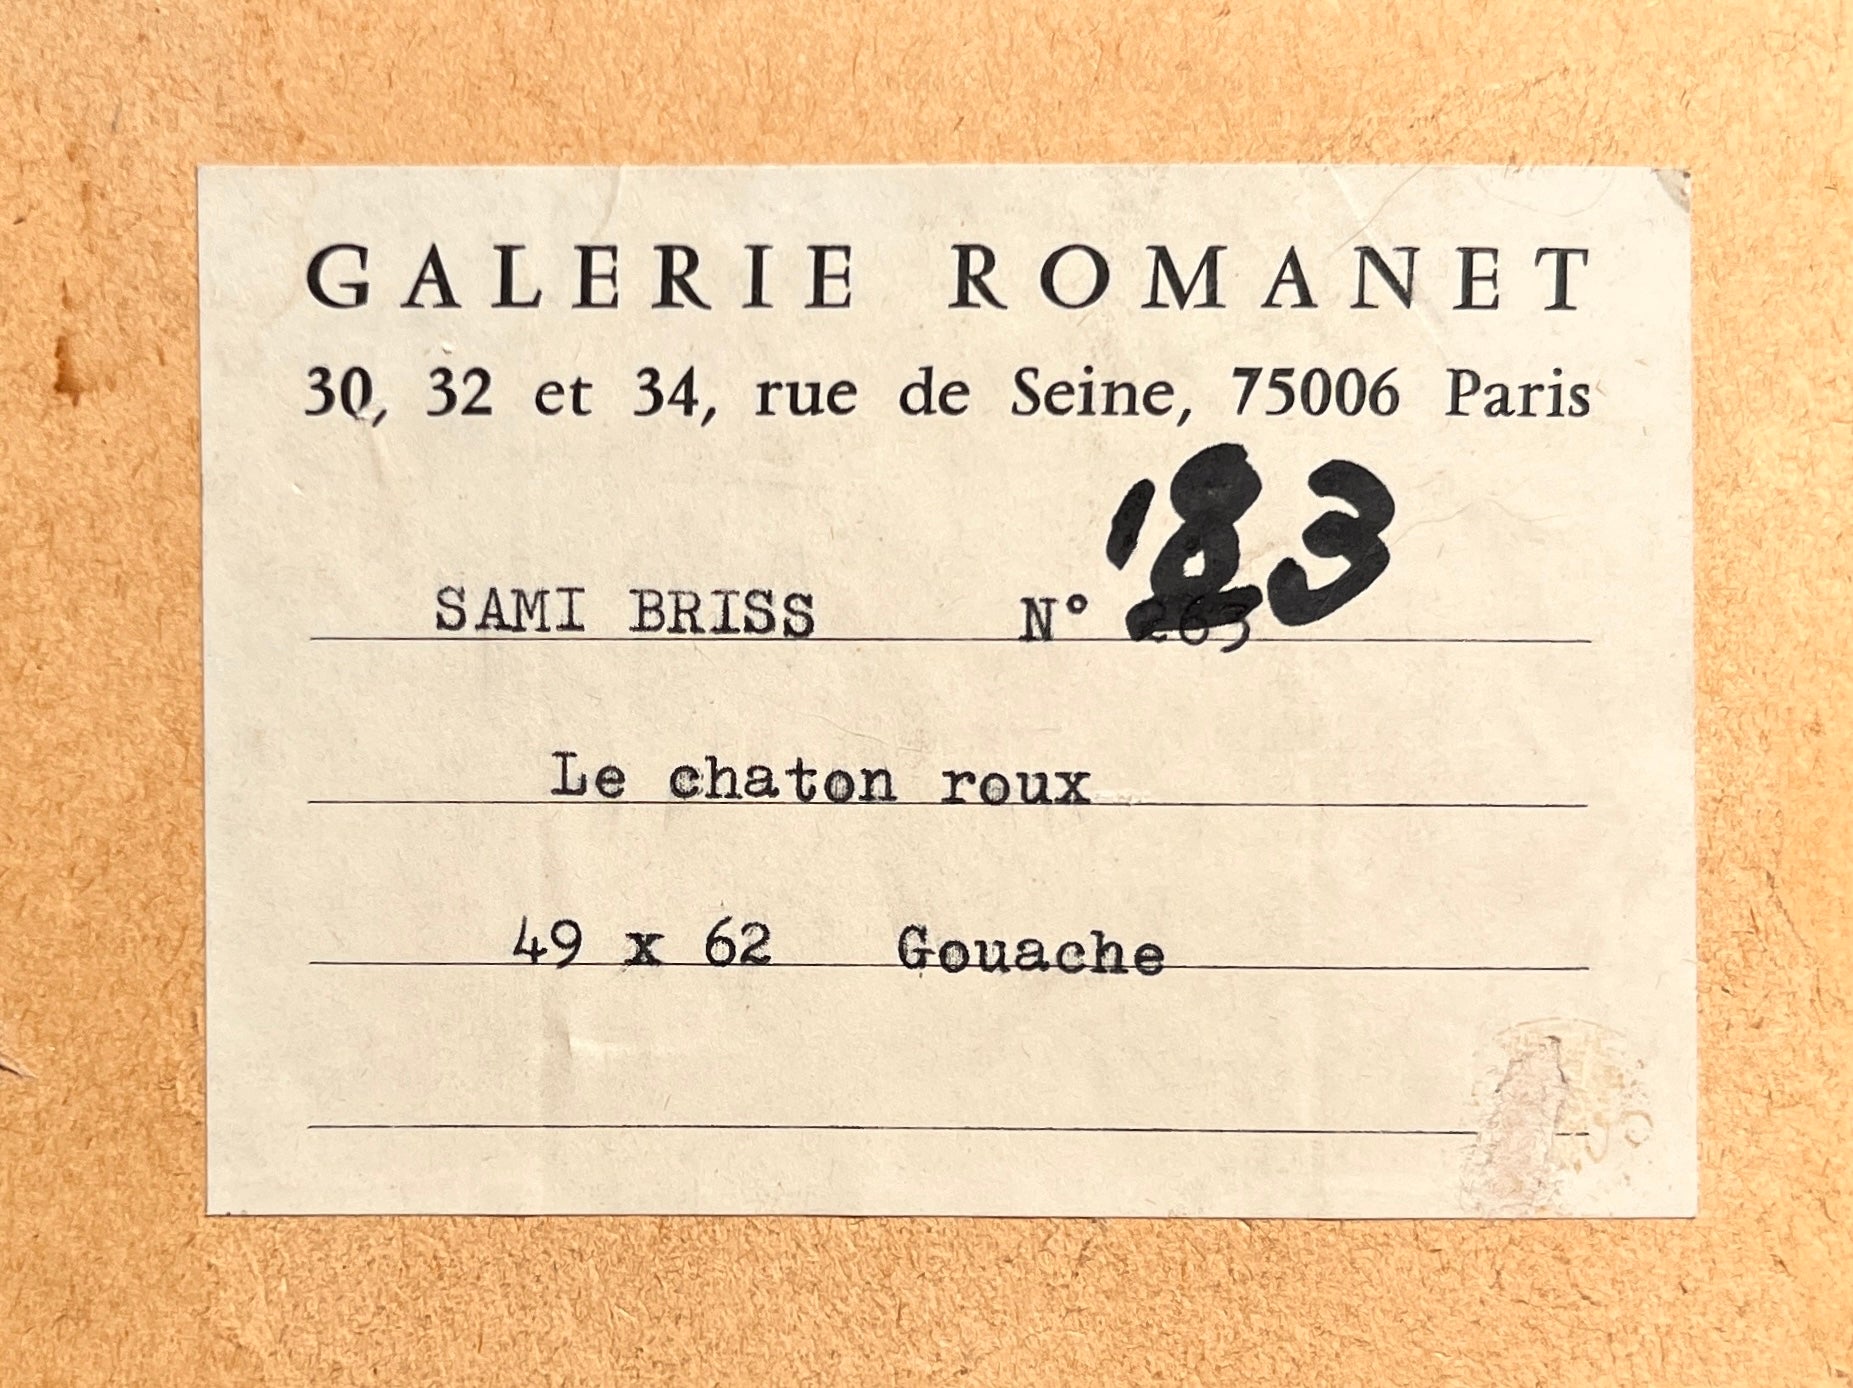 GALERIE ROMANET
30, 32 et 34, rue de Seine, 75006 Paris
183
SAMI BRISS N° 263
Le chaton roux
49 x 62 Gouache